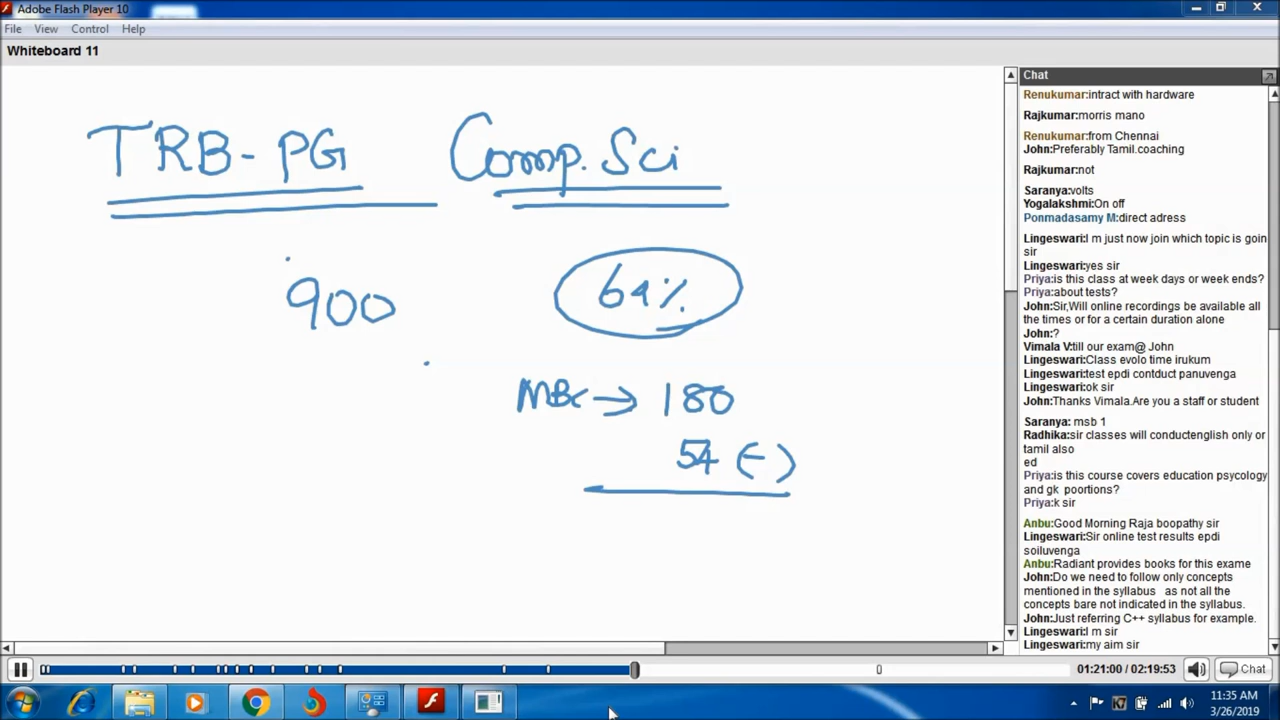 Adobe Flash Player 10
File View Control Help
Whiteboard 11
TRB - PG Comp. Sci
900
64%
MBC → 180
54 (-)
Chat
Renukumar:intract with hardware
Rajkumar:morris mano
Renukumar:from Chennai
John:Preferably Tamil.coaching
Rajkumar:not
Saranya:volts
Yogalakshmi:On off
Ponmadasamy M:direct adress
Lingeswari:I m just now join which topic is goin
sir
Lingeswari:yes sir
Priya:is this class at week days or week ends?
Priya:about tests?
John:Sir,Will online recordings be available all
the times or for a certain duration alone
John:?
Vimala V:till our exam@ John
Lingeswari:Class evolo time irukum
Lingeswari:test epdi contduct panuvenga
Lingeswari:ok sir
John:Thanks Vimala.Are you a staff or student
Saranya: msb 1
Radhika:sir classes will conductenglish only or
tamil also
ed
Priya:is this course covers education psycology
and gk poortions?
Priya:k sir
Anbu:Good Morning Raja boopathy sir
Lingeswari:Sir online test results epdi
soiluvenga
Anbu:Radiant provides books for this exame
John:Do we need to follow only concepts
mentioned in the syllabus as not all the
concepts bare not indicated in the syllabus.
John:Just referring C++ syllabus for example.
Lingeswari:I m sir
Lingeswari:my aim sir
01:21:00 / 02:19:53 Chat
11:35 AM
3/26/2019